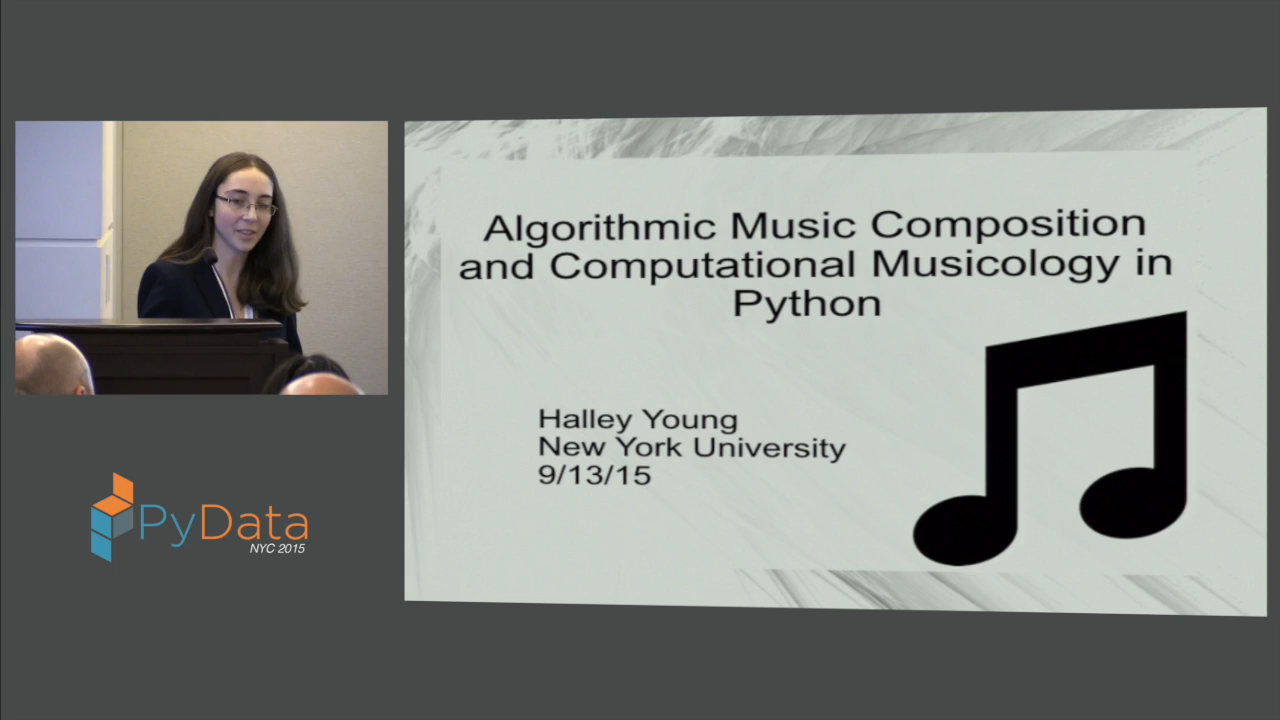 Algorithmic Music Composition
and Computational Musicology in
Python
Halley Young
New York University
9/13/15
PyData
NYC 2015